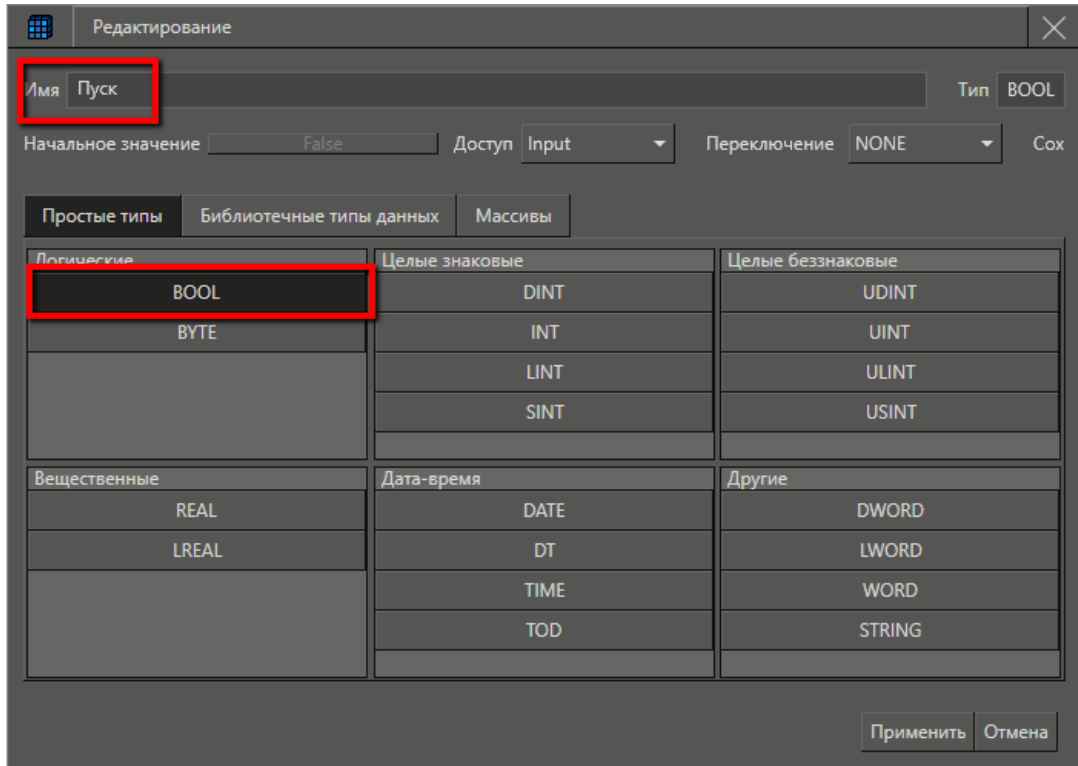 Редактирование
Имя Пуск Тип BOOL
Начальное значение False Доступ Input Переключение NONE Сох
Простые типы Библиотечные типы данных Массивы
Логические Целые знаковые Целые беззнаковые
BOOL DINT UDINT
BYTE INT UINT
LINT ULINT
SINT USINT
Вещественные Дата-время Другие
REAL DATE DWORD
LREAL DT LWORD
TIME WORD
TOD STRING
Применить Отмена